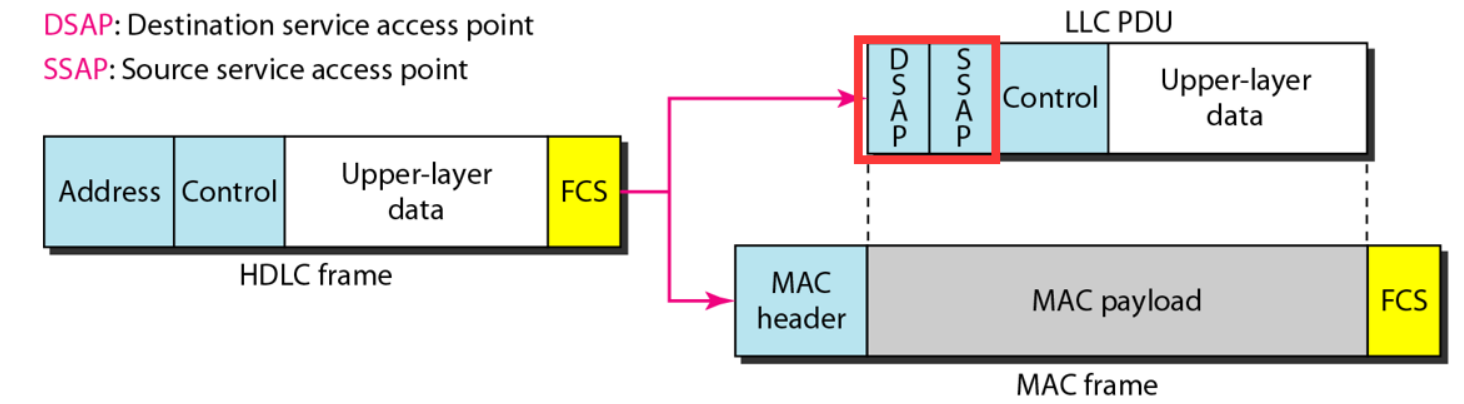 DSAP: Destination service access point
SSAP: Source service access point
LLC PDU
DSAP
SSAP
Control
Upper-layer
data
Address
Control
Upper-layer
data
FCS
HDLC frame
MAC
header
MAC payload
FCS
MAC frame